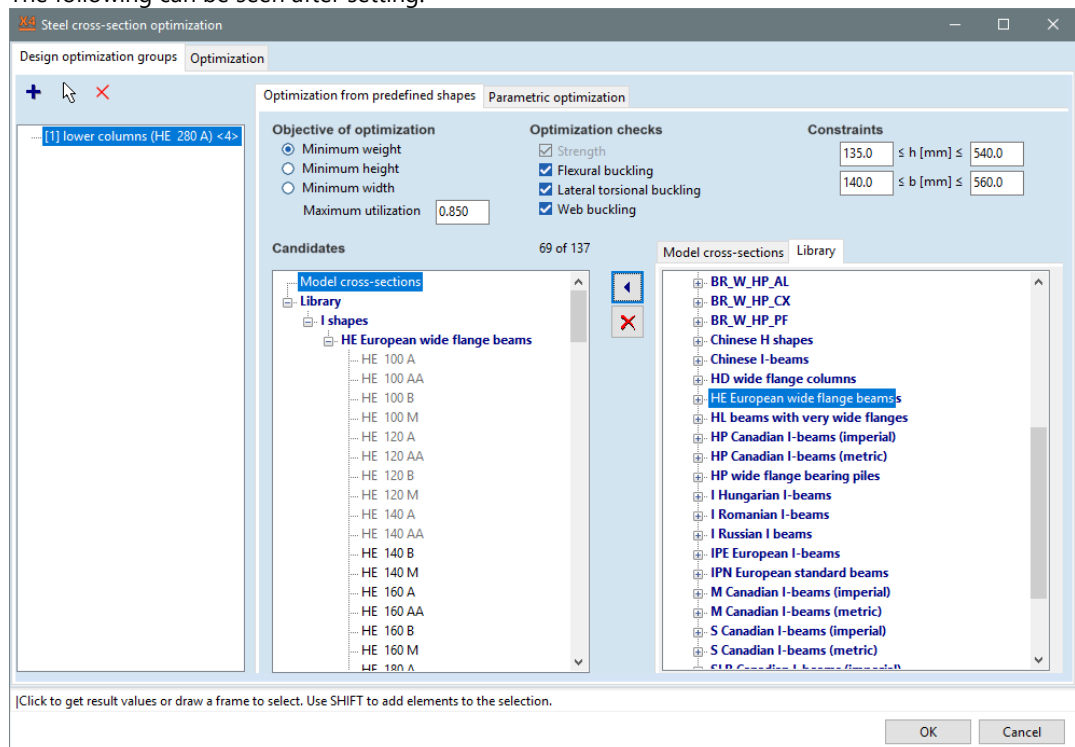 The following can be seen after setting.
X4 Steel cross-section optimization
Design optimization groups Optimization
Optimization from predefined shapes Parametric optimization
[1] lower columns (HE 280 A) <4>
Objective of optimization
Minimum weight
Minimum height
Minimum width
Maximum utilization 0.850
Optimization checks
Strength
Flexural buckling
Lateral torsional buckling
Web buckling
Constraints
135.0 ≤ h [mm] ≤ 540.0
140.0 ≤ b [mm] ≤ 560.0
Candidates 69 of 137
Model cross-sections
Library
I shapes
HE European wide flange beams
HE 100 A
HE 100 AA
HE 100 B
HE 100 M
HE 120 A
HE 120 AA
HE 120 B
HE 120 M
HE 140 A
HE 140 AA
HE 140 B
HE 140 M
HE 160 A
HE 160 AA
HE 160 B
HE 160 M
HE 180 A
Model cross-sections Library
BR_W_HP_AL
BR_W_HP_CX
BR_W_HP_PF
Chinese H shapes
Chinese I-beams
HD wide flange columns
HE European wide flange beams
HL beams with very wide flanges
HP Canadian I-beams (imperial)
HP Canadian I-beams (metric)
HP wide flange bearing piles
I Hungarian I-beams
I Romanian I-beams
I Russian I beams
IPE European I-beams
IPN European standard beams
M Canadian I-beams (imperial)
M Canadian I-beams (metric)
S Canadian I-beams (imperial)
S Canadian I-beams (metric)
SLB Canadian I-beams (imperial)
|Click to get result values or draw a frame to select. Use SHIFT to add elements to the selection.
OK Cancel